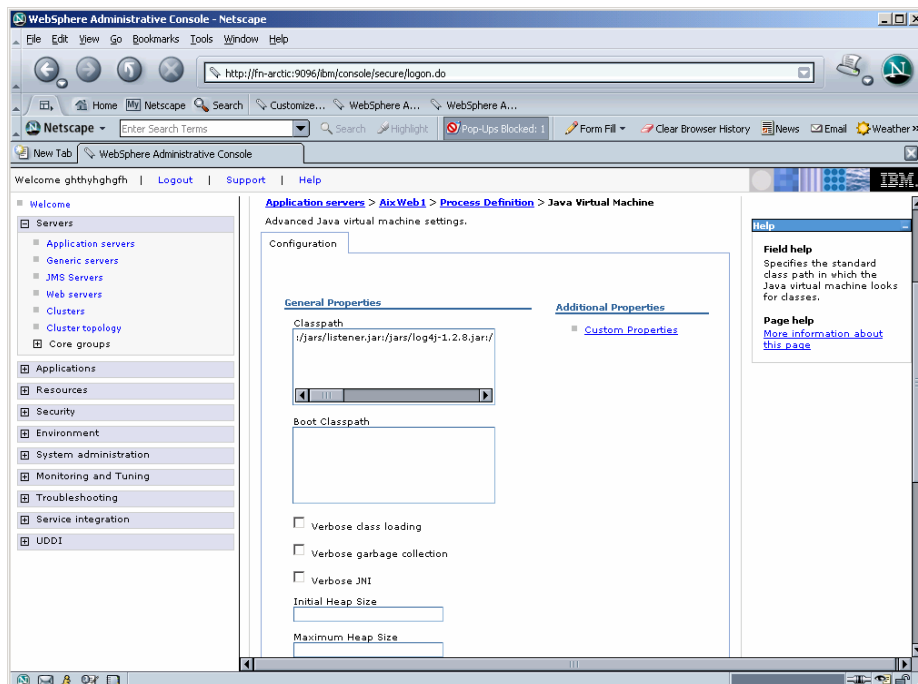 WebSphere Administrative Console - Netscape
File Edit View Go Bookmarks Tools Window Help
http://fn-arctic:9096/ibm/console/secure/logon.do
Home My Netscape Search Customize... WebSphere A... WebSphere A...
Netscape Enter Search Terms Search Highlight Pop-Ups Blocked: 1 Form Fill Clear Browser History News Email Weather
New Tab WebSphere Administrative Console
Welcome ghthyhghgfh | Logout | Support | Help
IBM.
Welcome
Servers
Application servers
Generic servers
JMS Servers
Web servers
Clusters
Cluster topology
Core groups
Applications
Resources
Security
Environment
System administration
Monitoring and Tuning
Troubleshooting
Service integration
UDDI
Application servers > AixWeb1 > Process Definition > Java Virtual Machine
Advanced Java virtual machine settings.
Configuration
General Properties
Classpath
:/jars/listener.jar:/jars/log4j-1.2.8.jar:/
Boot Classpath
Verbose class loading
Verbose garbage collection
Verbose JNI
Initial Heap Size
Maximum Heap Size
Additional Properties
Custom Properties
Help
Field help
Specifies the standard
class path in which the
Java virtual machine looks
for classes.
Page help
More information about
this page